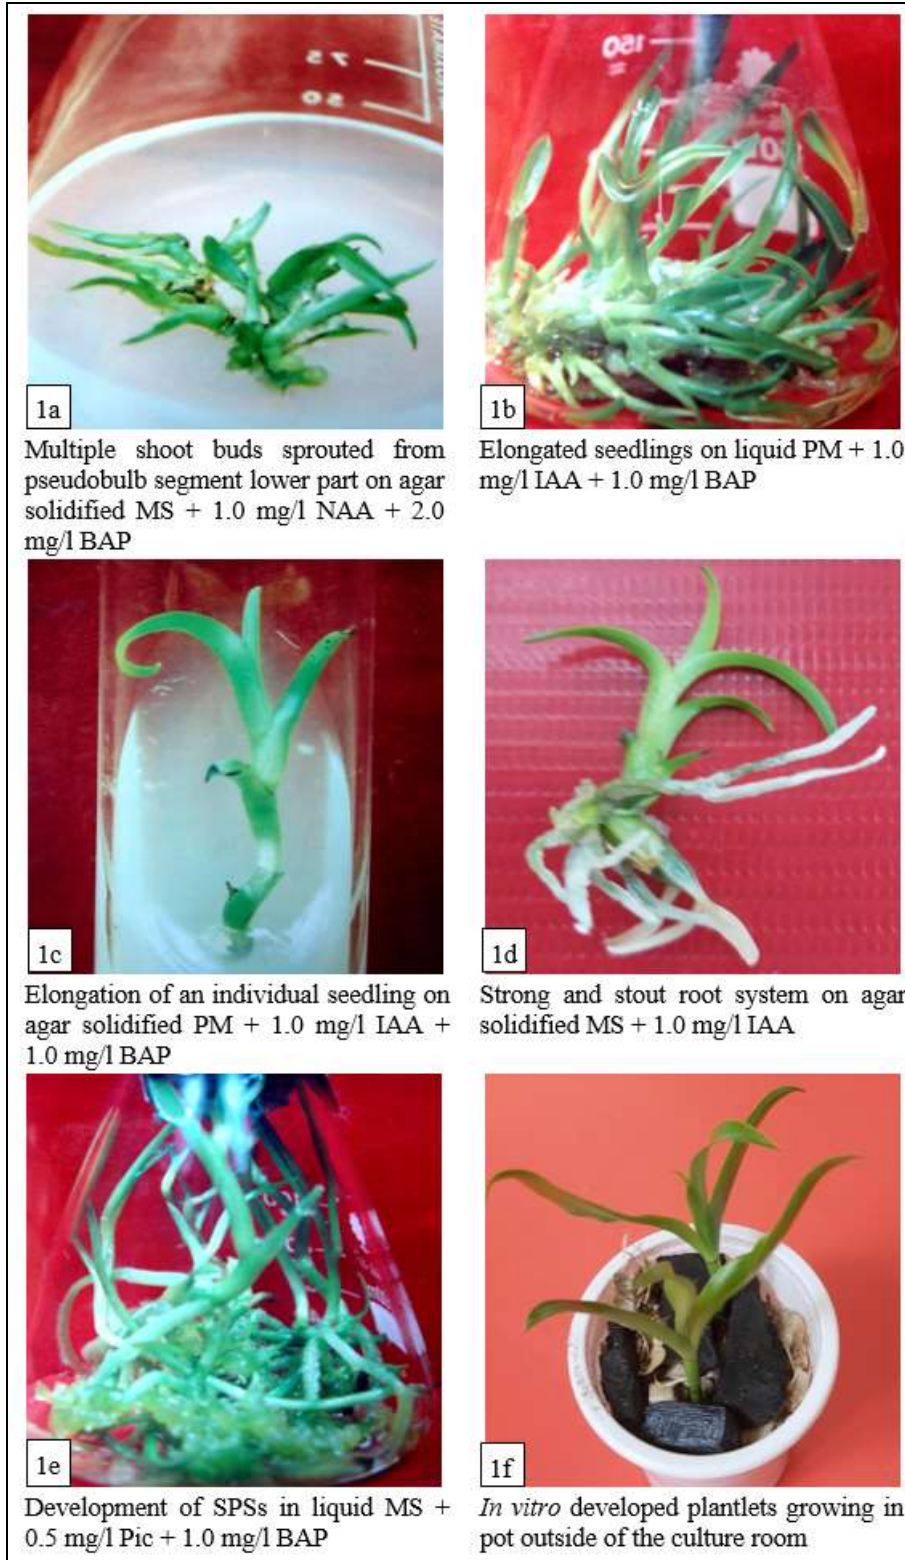 75
50
1a
Multiple shoot buds sprouted from
pseudobulb segment lower part on agar
solidified MS + 1.0 mg/l NAA + 2.0
mg/l BAP
150
1b
Elongated seedlings on liquid PM + 1.0
mg/l IAA + 1.0 mg/l BAP
1c
Elongation of an individual seedling on
agar solidified PM + 1.0 mg/l IAA +
1.0 mg/l BAP
1d
Strong and stout root system on agar
solidified MS + 1.0 mg/l IAA
1e
Development of SPSs in liquid MS +
0.5 mg/l Pic + 1.0 mg/l BAP
1f
In vitro developed plantlets growing in
pot outside of the culture room